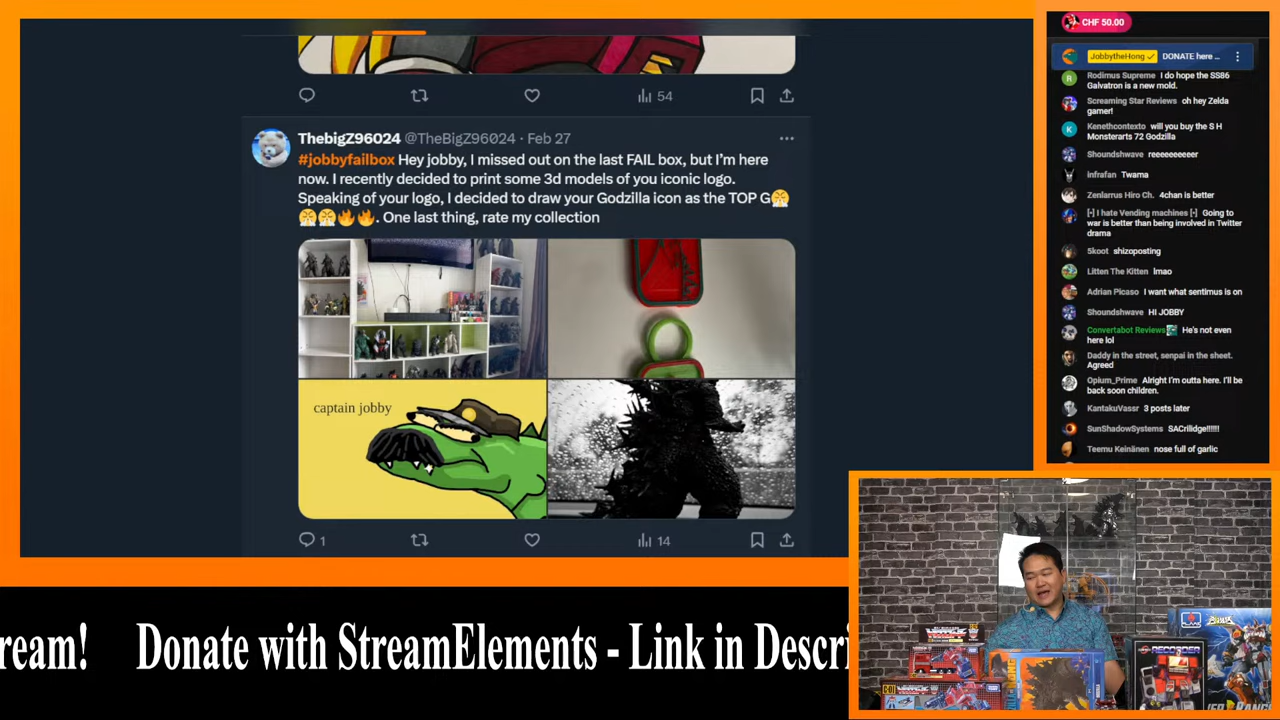 54
ThebigZ96024 @TheBigZ96024 · Feb 27
#jobbyfailbox Hey jobby, I missed out on the last FAIL box, but I'm here
now. I recently decided to print some 3d models of you iconic logo.
Speaking of your logo, I decided to draw your Godzilla icon as the TOP G😤
😤😤🔥🔥. One last thing, rate my collection
captain jobby
1
14
CHF 50.00
JobbytheHong DONATE here ...
Rodimus Supreme I do hope the SS86
Galvatron is a new mold.
Screaming Star Reviews oh hey Zelda
gamer!
Kenethcontexto will you buy the S H
Monsterarts 72 Godzilla
Shoundshwave reeeeeeeeer
infrafan Twama
Zenlarrus Hiro Ch. 4chan is better
[•] I hate Vending machines [•] Going to
war is better than being involved in Twitter
drama
5koot shizoposting
Litten The Kitten lmao
Adrian Picaso I want what sentimus is on
Shoundshwave HI JOBBY
Convertabot Reviews He's not even
here lol
Daddy in the street, senpai in the sheet.
Agreed
Opium_Prime Alright I'm outta here. I'll be
back soon children.
KantakuVassr 3 posts later
SunShadowSystems SACrilidge!!!!!!!
Teemu Keinänen nose full of garlic
ream! Donate with StreamElements - Link in Descri
RECORDER